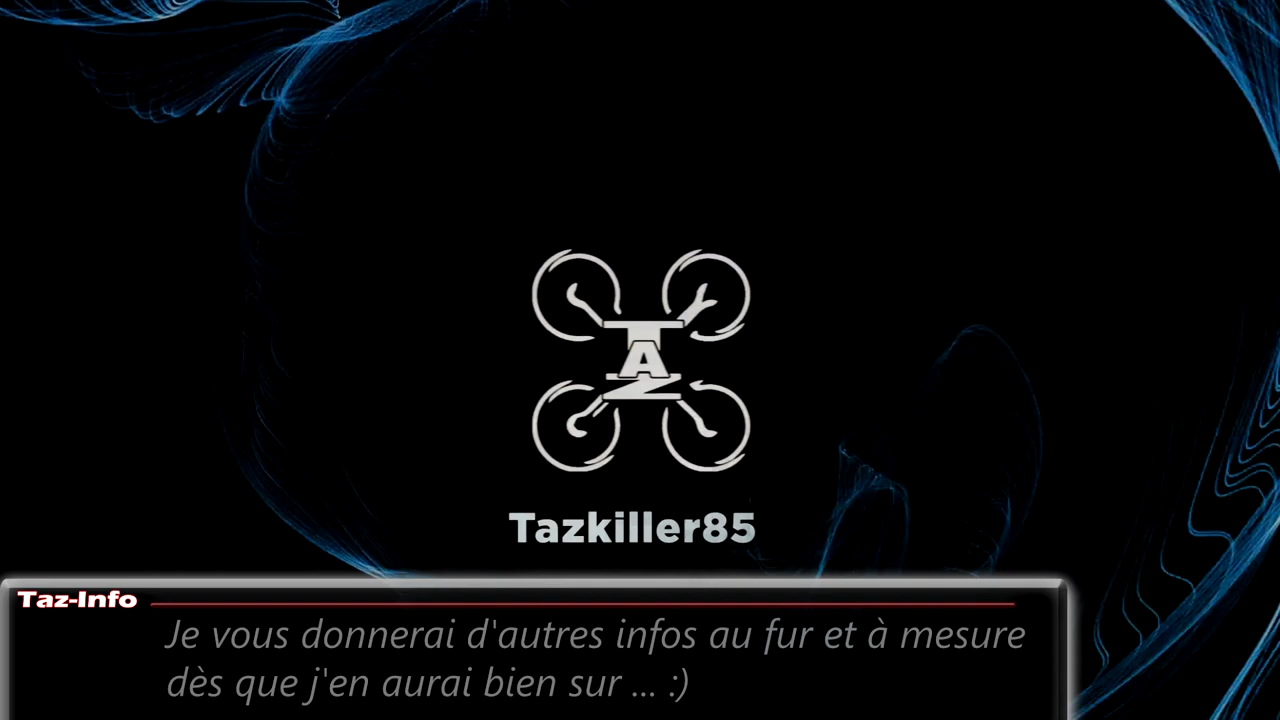 TAZ
Tazkiller85
Taz-Info
Je vous donnerai d'autres infos au fur et à mesure
dès que j'en aurai bien sur ... :)